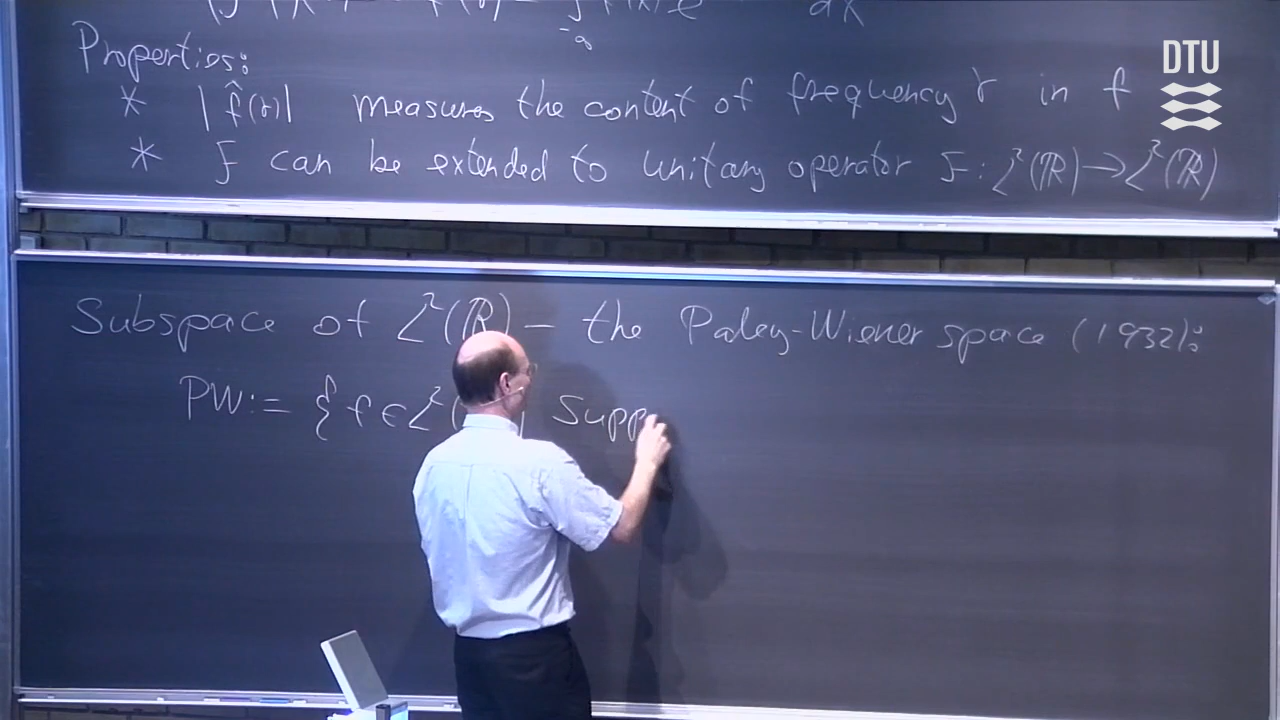 f̂(γ) = ∫ f(x) e dx
-∞
Properties:
* |f̂(γ)| measures the content of frequency γ in f
* F can be extended to unitary operator F: L²(ℝ) → L²(ℝ)
Subspace of L²(ℝ) – the Paley-Wiener space (1932):
PW := { f ∈ L²( | supp
DTU